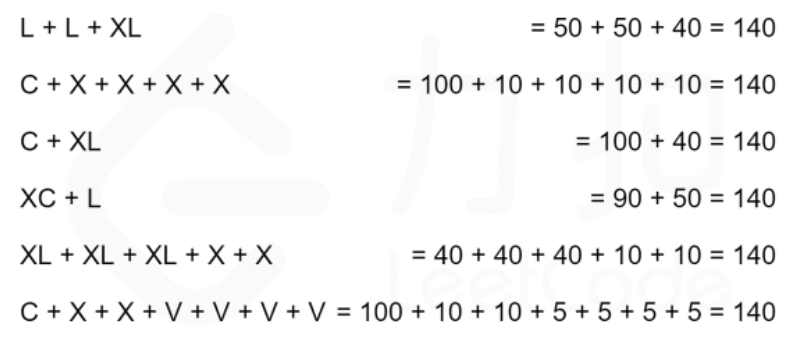 L + L + XL = 50 + 50 + 40 = 140
C + X + X + X + X = 100 + 10 + 10 + 10 + 10 = 140
C + XL = 100 + 40 = 140
XC + L = 90 + 50 = 140
XL + XL + XL + X + X = 40 + 40 + 40 + 10 + 10 = 140
C + X + X + V + V + V + V = 100 + 10 + 10 + 5 + 5 + 5 + 5 = 140
力扣
LeetCode